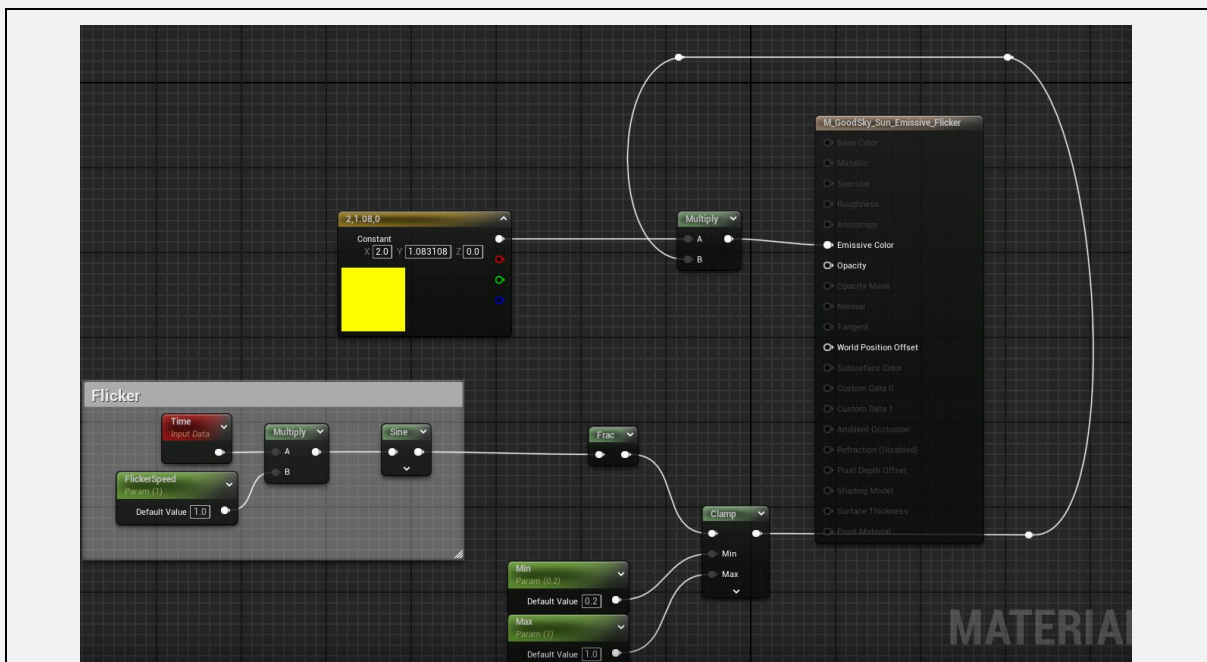 M_GoodSky_Sun_Emissive_Flicker
Base Color
Metallic
Specular
Roughness
Anisotropy
Emissive Color
Opacity
Opacity Mask
Normal
Tangent
World Position Offset
Subsurface Color
Custom Data 0
Custom Data 1
Ambient Occlusion
Refraction (Disabled)
Pixel Depth Offset
Shading Model
Surface Thickness
Front Material
2,1.08,0
Constant
X 2.0 Y 1.083108 Z 0.0
Multiply
A
B
Flicker
Time
Input Data
Multiply
A
B
Sine
FlickerSpeed
Param (1)
Default Value 1.0
Frac
Clamp
Min
Max
Min
Param (0.2)
Default Value 0.2
Max
Param (1)
Default Value 1.0
MATERIA